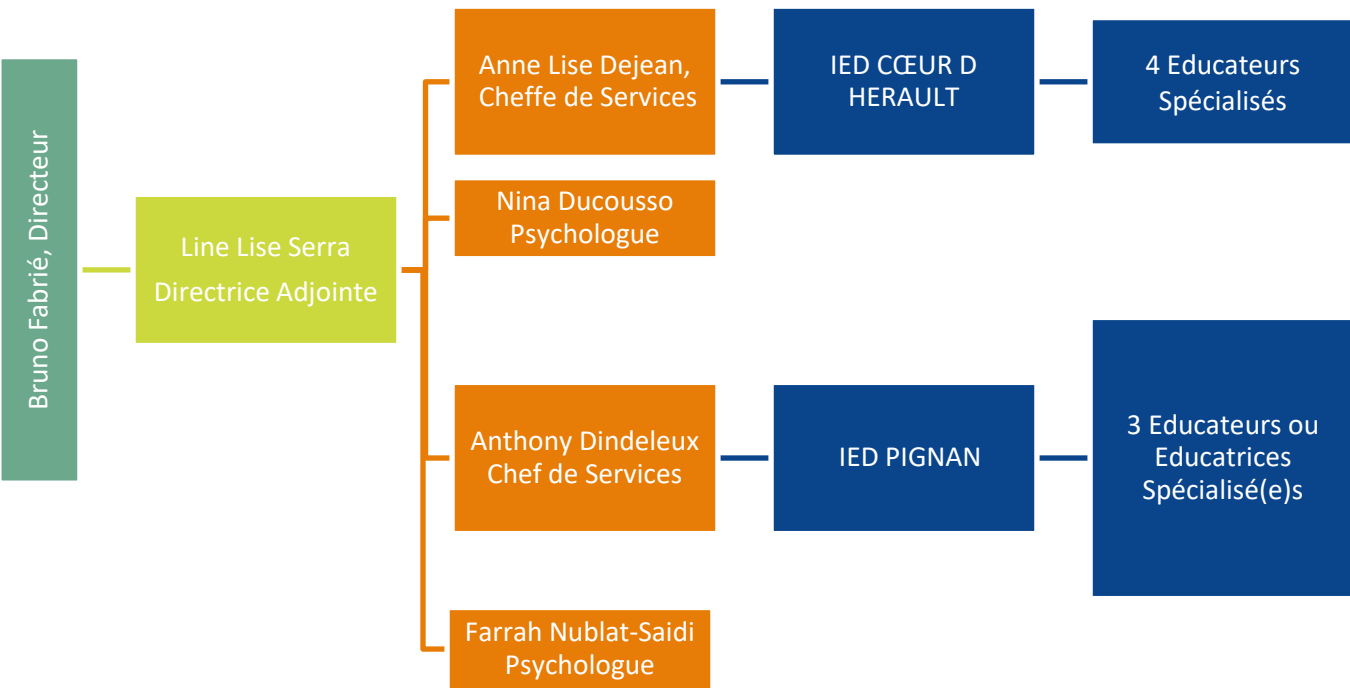 Bruno Fabrié, Directeur
Line Lise Serra
Directrice Adjointe
Anne Lise Dejean,
Cheffe de Services
IED CŒUR D
HERAULT
4 Educateurs
Spécialisés
Nina Ducousso
Psychologue
Anthony Dindeleux
Chef de Services
IED PIGNAN
3 Educateurs ou
Educatrices
Spécialisé(e)s
Farrah Nublat-Saidi
Psychologue